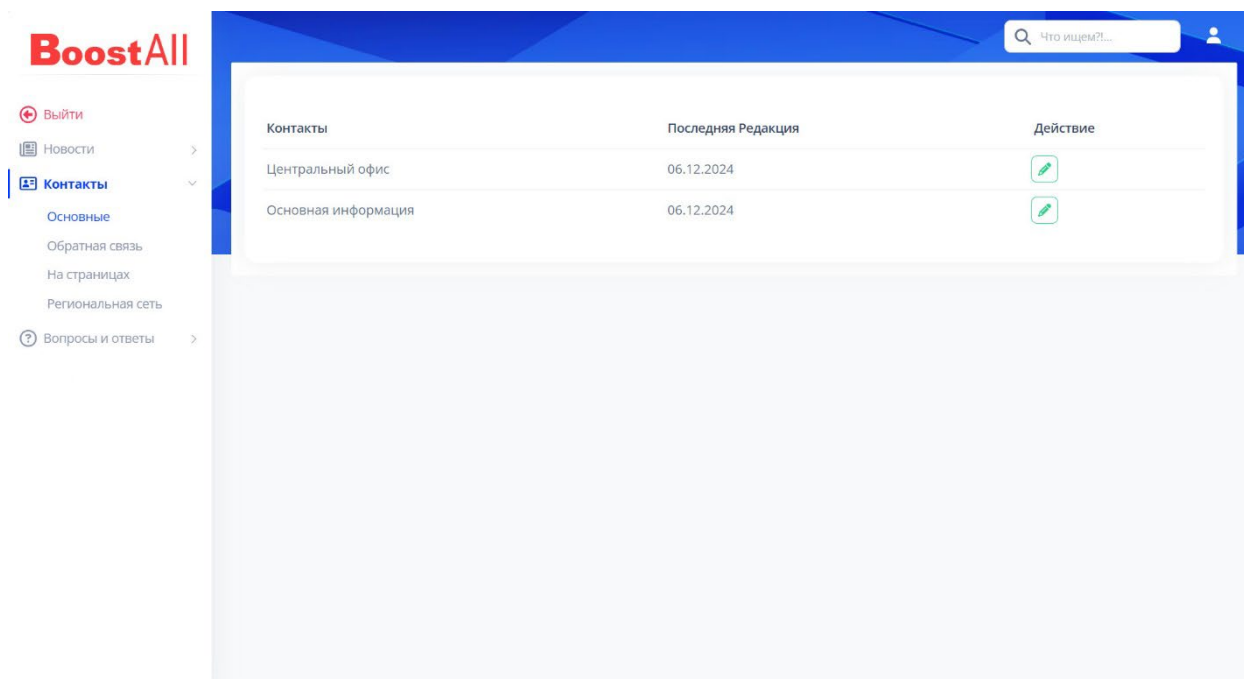 BoostAll
Что ищем?!...
Выйти
Новости
Контакты
Основные
Обратная связь
На страницах
Региональная сеть
Вопросы и ответы
Контакты Последняя Редакция Действие
Центральный офис 06.12.2024
Основная информация 06.12.2024